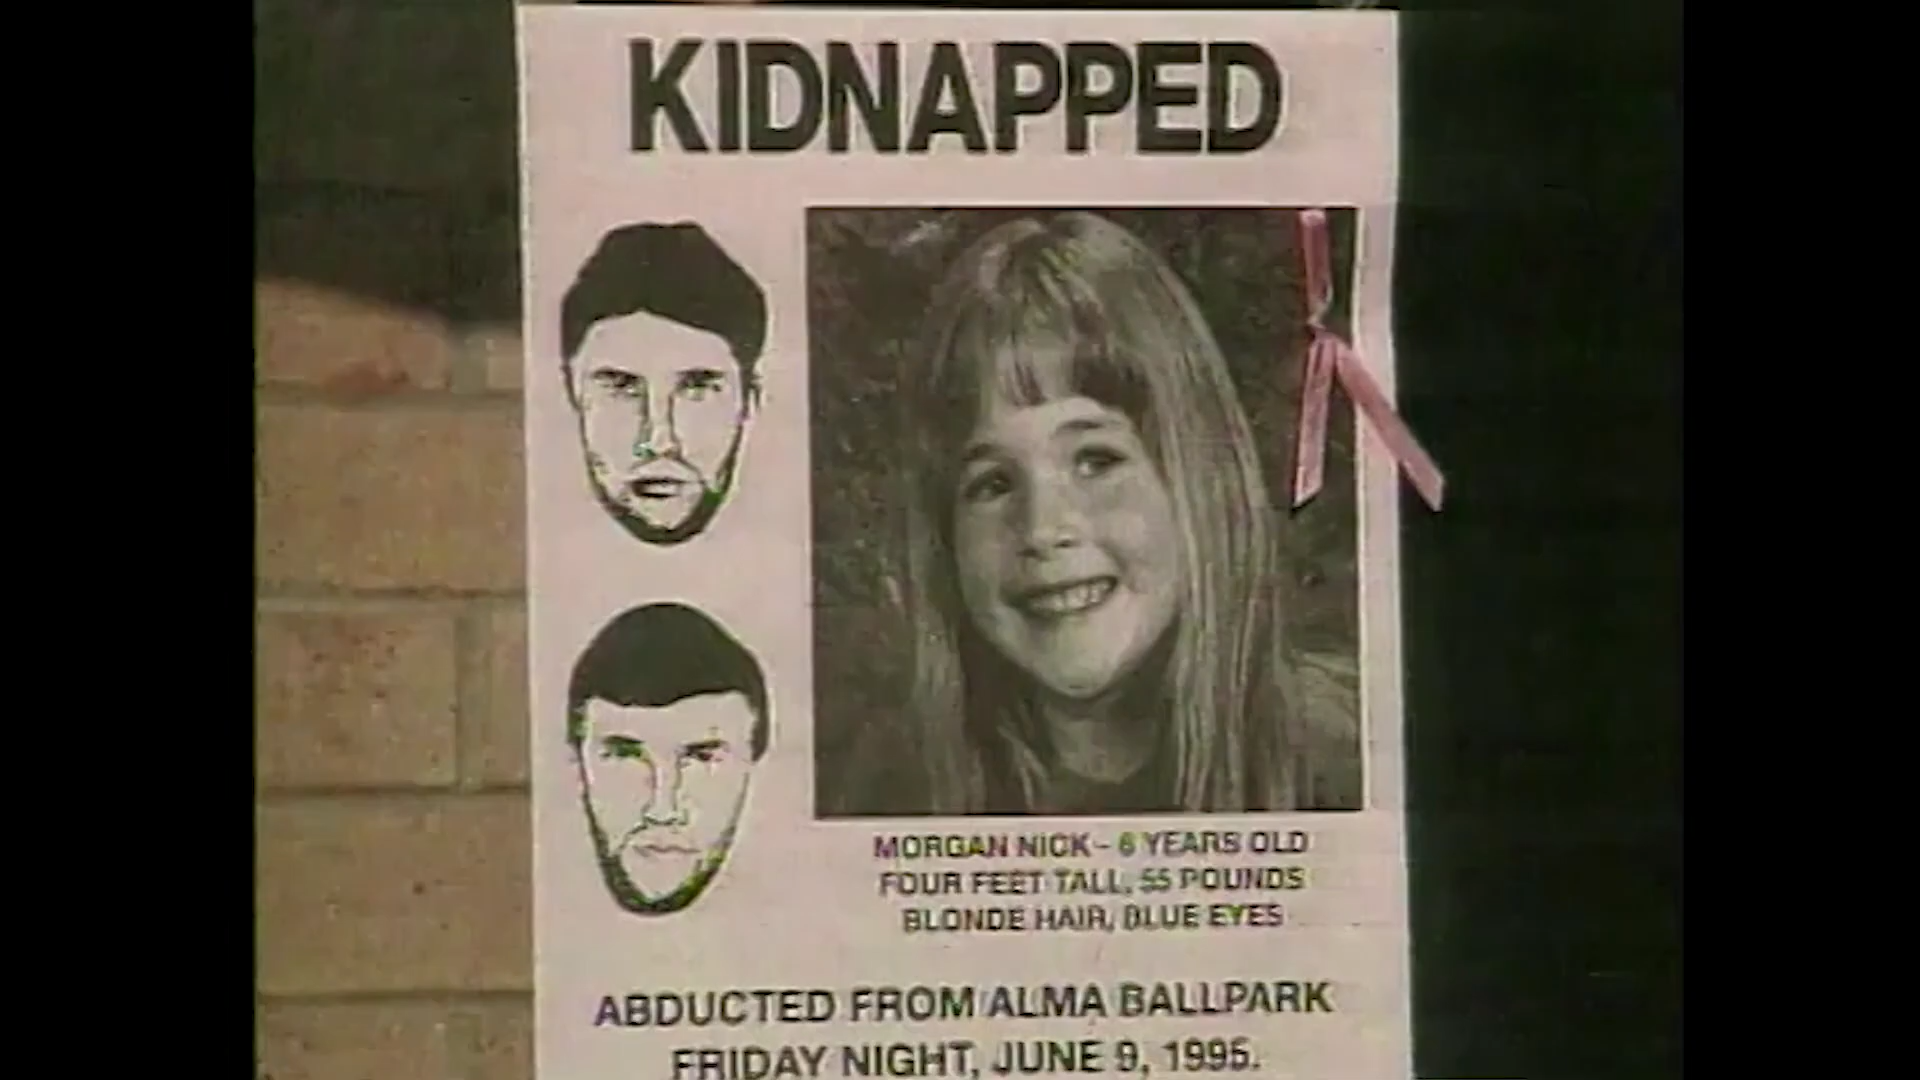 KIDNAPPED
MORGAN NICK - 6 YEARS OLD
FOUR FEET TALL, 55 POUNDS
BLONDE HAIR, BLUE EYES
ABDUCTED FROM ALMA BALLPARK
FRIDAY NIGHT, JUNE 9, 1995.